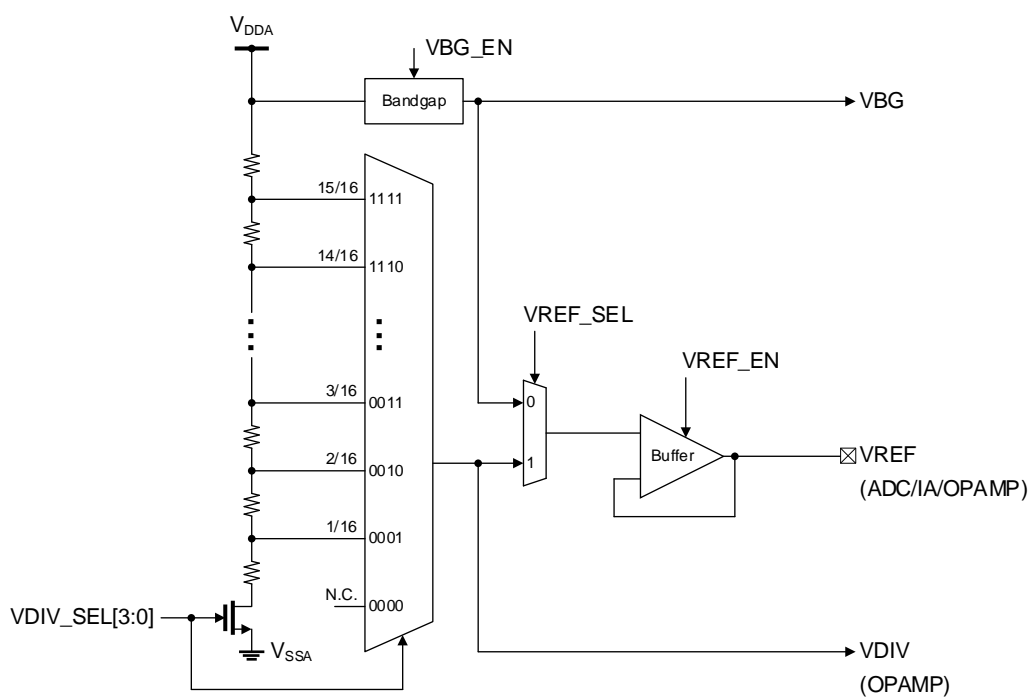 VDDA
VBG_EN
Bandgap
VBG
15/16 1111
14/16 1110
VREF_SEL
VREF_EN
3/16 0011
0
2/16 0010
1
Buffer
VREF
(ADC/IA/OPAMP)
1/16 0001
N.C. 0000
VDIV_SEL[3:0]
VSSA
VDIV
(OPAMP)